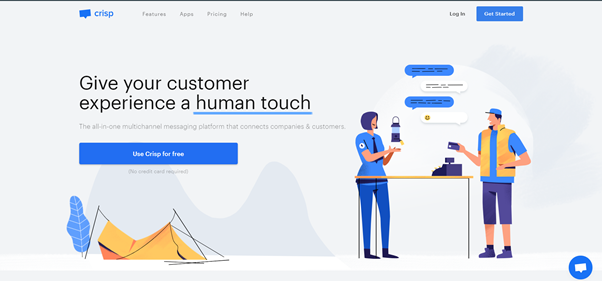 crisp
Features Apps Pricing Help
Log In Get Started
Give your customer
experience a human touch
The all-in-one multichannel messaging platform that connects companies & customers.
Use Crisp for free
(No credit card required)